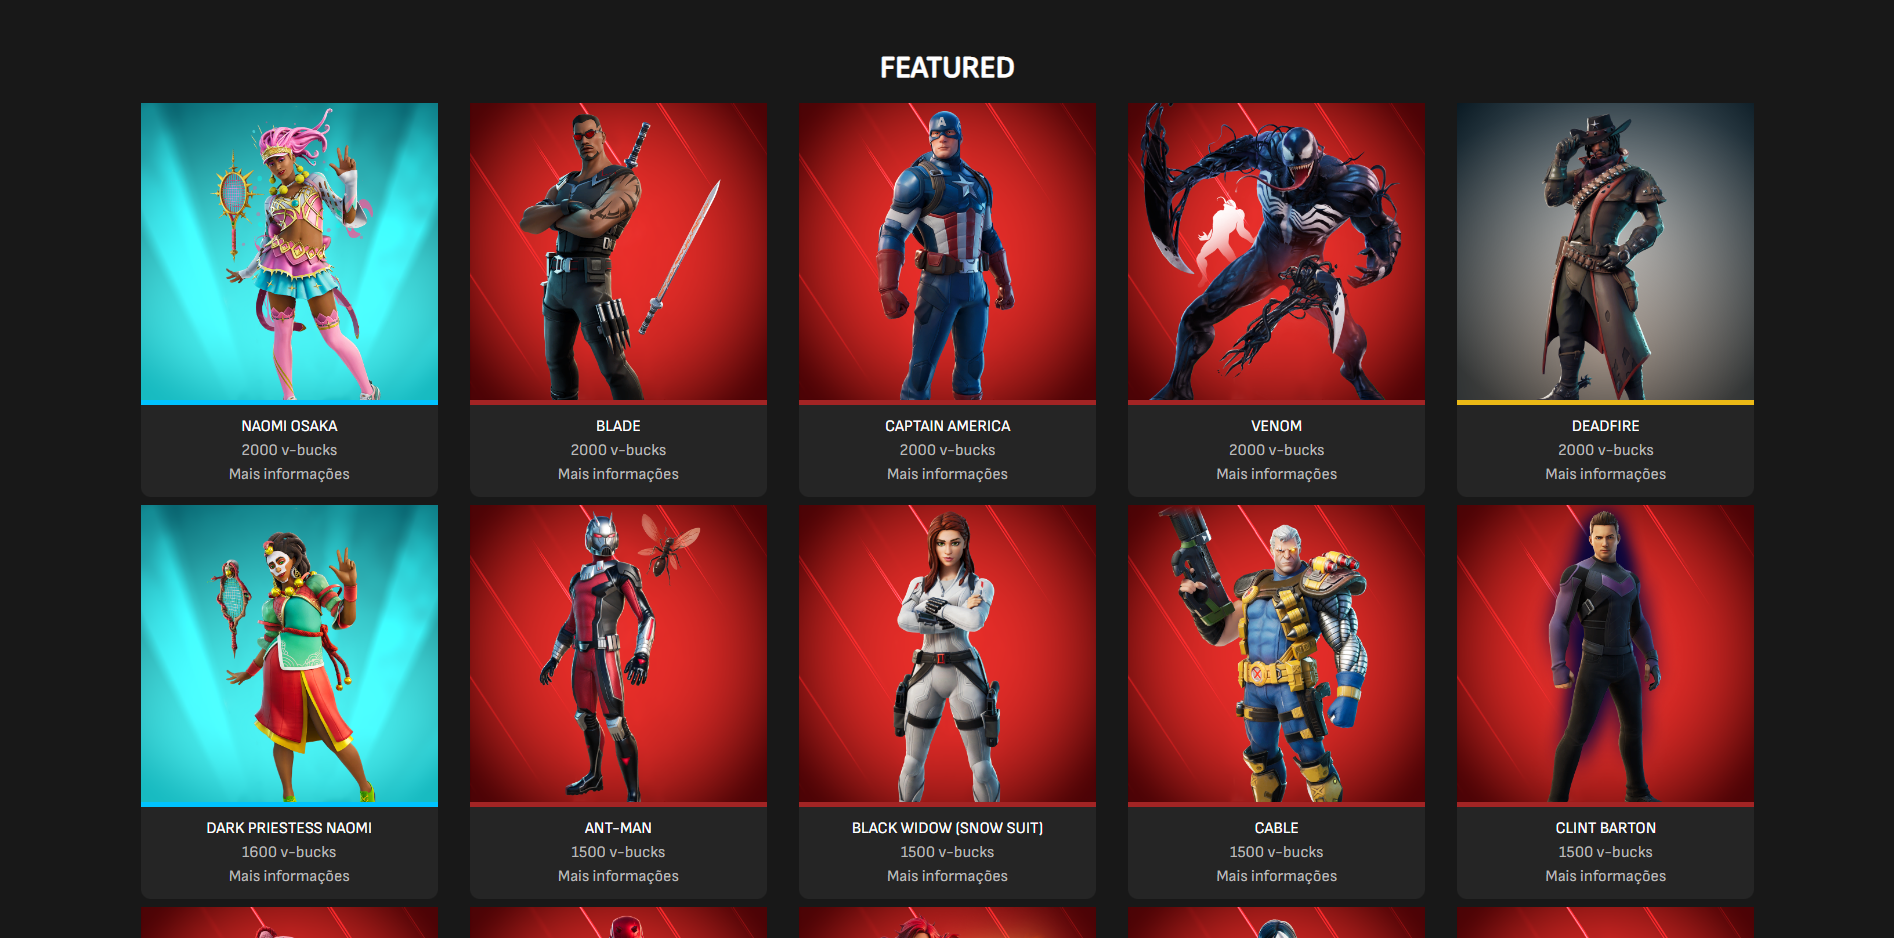 FEATURED
NAOMI OSAKA
2000 v-bucks
Mais informações
BLADE
2000 v-bucks
Mais informações
CAPTAIN AMERICA
2000 v-bucks
Mais informações
VENOM
2000 v-bucks
Mais informações
DEADFIRE
2000 v-bucks
Mais informações
DARK PRIESTESS NAOMI
1600 v-bucks
Mais informações
ANT-MAN
1500 v-bucks
Mais informações
BLACK WIDOW (SNOW SUIT)
1500 v-bucks
Mais informações
CABLE
1500 v-bucks
Mais informações
CLINT BARTON
1500 v-bucks
Mais informações